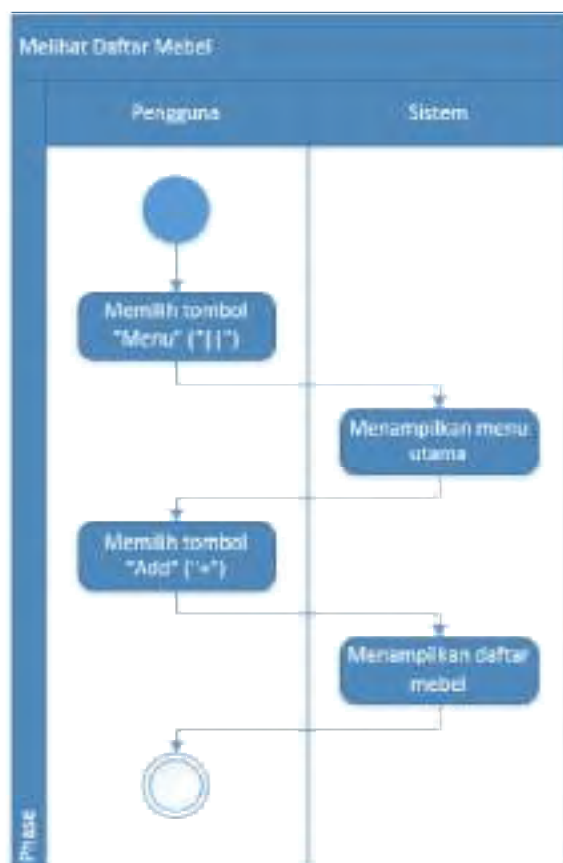 Melihat Daftar Mebel
Pengguna
Sistem
Memilih tombol
"Menu" ("||")
Menampilkan menu
utama
Memilih tombol
"Add" ("+")
Menampilkan daftar
mebel
Phase